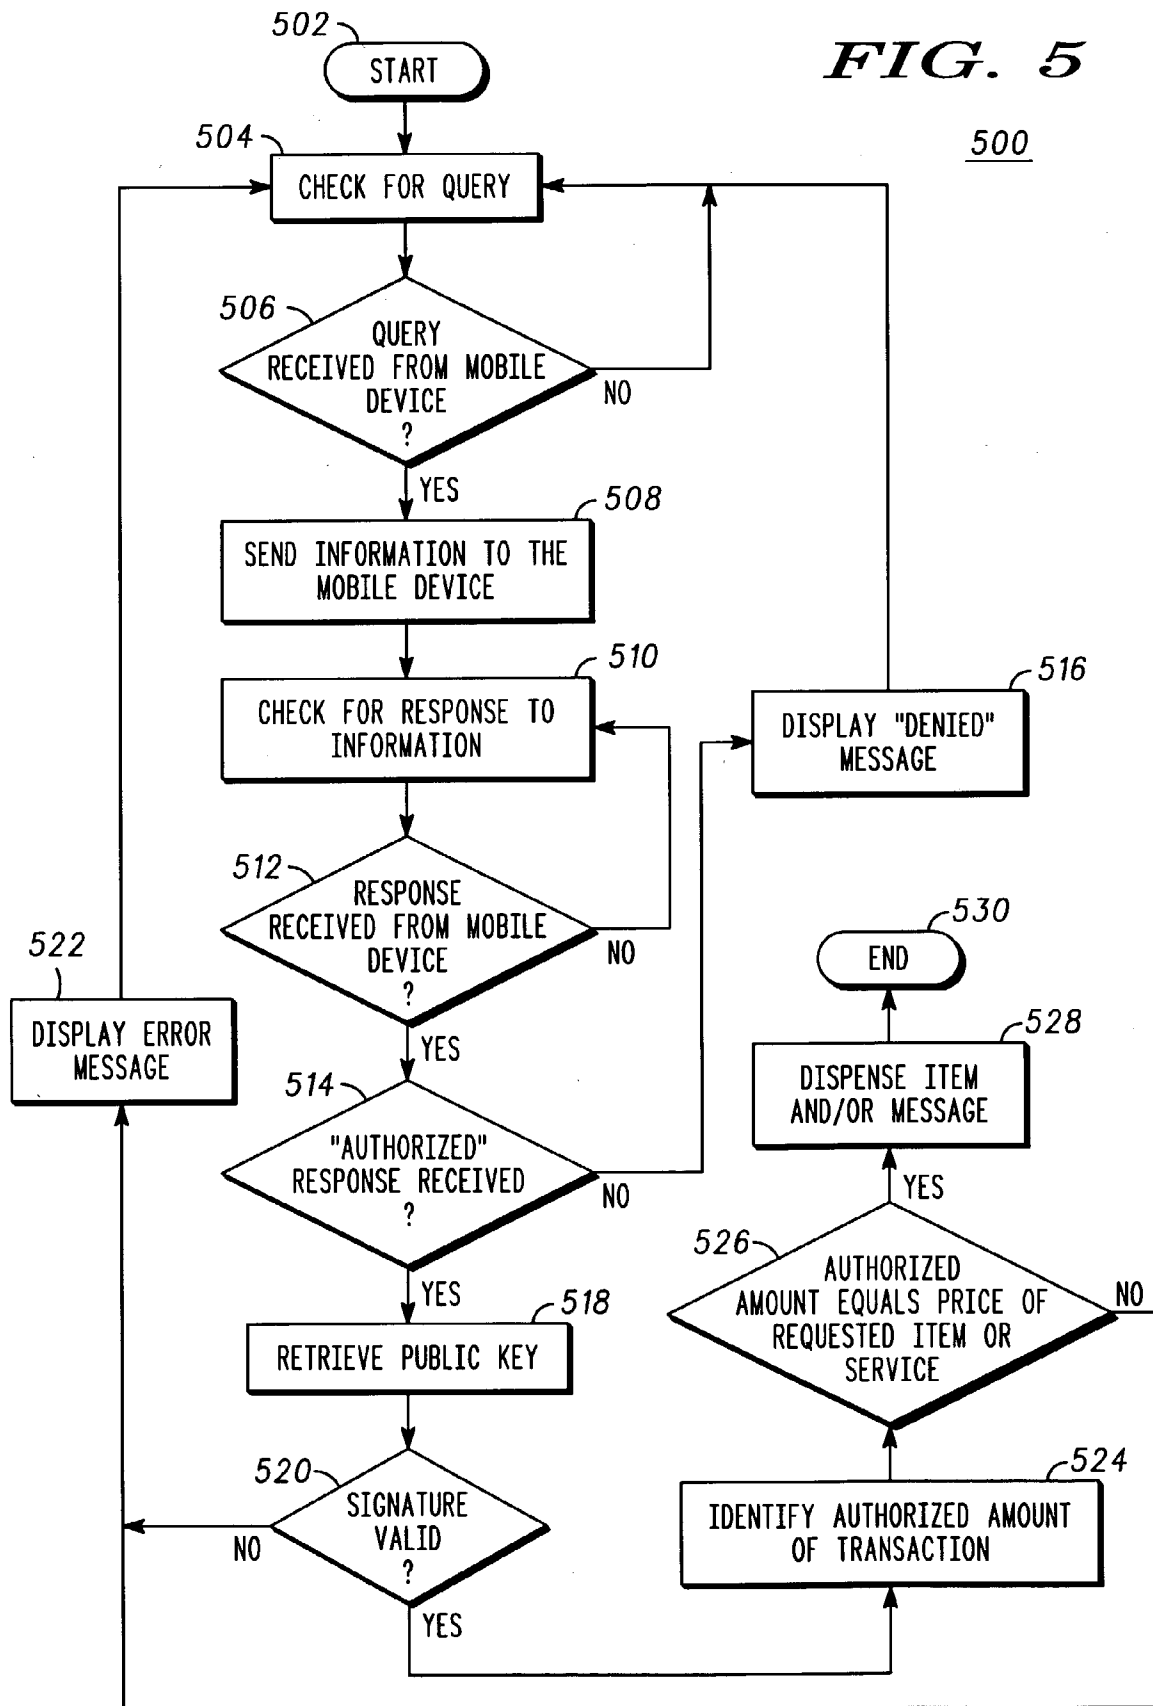 FIG. 5
500
502
START
504
CHECK FOR QUERY
506
QUERY
RECEIVED FROM MOBILE
DEVICE
?
NO
YES
508
SEND INFORMATION TO THE
MOBILE DEVICE
510
CHECK FOR RESPONSE TO
INFORMATION
516
DISPLAY "DENIED"
MESSAGE
512
RESPONSE
RECEIVED FROM MOBILE
DEVICE
?
NO
YES
522
DISPLAY ERROR
MESSAGE
514
"AUTHORIZED"
RESPONSE RECEIVED
?
NO
YES
518
RETRIEVE PUBLIC KEY
520
SIGNATURE
VALID
?
NO
YES
530
END
528
DISPENSE ITEM
AND/OR MESSAGE
YES
526
AUTHORIZED
AMOUNT EQUALS PRICE OF
REQUESTED ITEM OR
SERVICE
NO
524
IDENTIFY AUTHORIZED AMOUNT
OF TRANSACTION